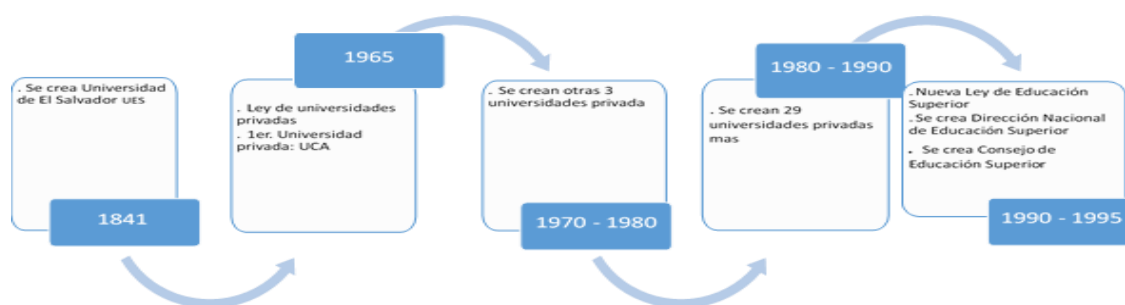 . Se crea Universidad
de El Salvador UES
1841
1965
. Ley de universidades
privadas
. 1er. Universidad
privada: UCA
. Se crean otras 3
universidades privada
1970 - 1980
1980 - 1990
. Se crean 29
universidades privadas
mas
.Nueva Ley de Educación
Superior
.Se crea Dirección Nacional
de Educación Superior
. Se crea Consejo de
Educación Superior
1990 - 1995